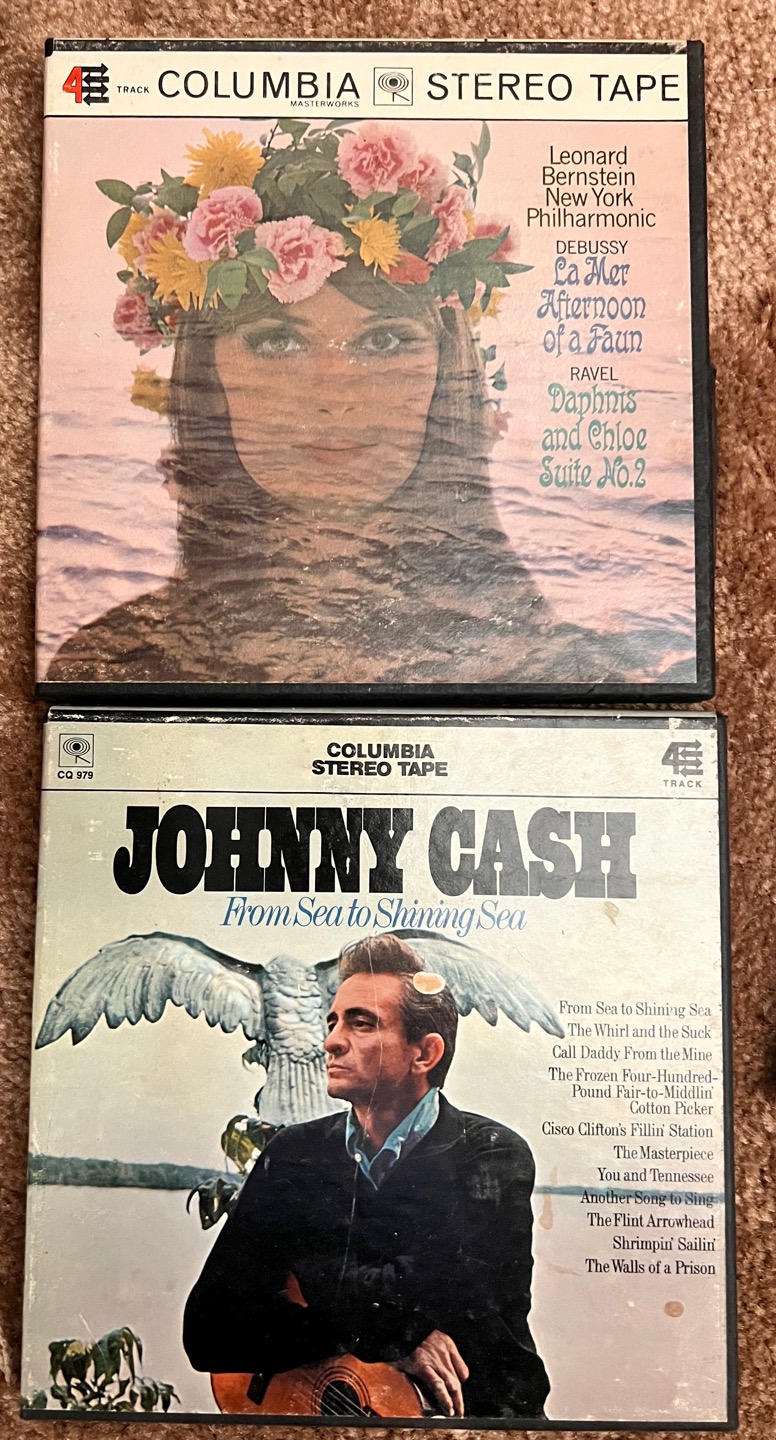 4 TRACK COLUMBIA STEREO TAPE
MASTERWORKS
Leonard
Bernstein
New York
Philharmonic
DEBUSSY
La Mer
Afternoon
of a Faun
RAVEL
Daphnis
and Chloe
Suite No.2
COLUMBIA
STEREO TAPE
CQ 979
4 TRACK
JOHNNY CASH
From Sea to Shining Sea
From Sea to Shining Sea
The Whirl and the Suck
Call Daddy From the Mine
The Frozen Four-Hundred-
Pound Fair-to-Middlin'
Cotton Picker
Cisco Clifton's Fillin' Station
The Masterpiece
You and Tennessee
Another Song to Sing
The Flint Arrowhead
Shrimpin' Sailin'
The Walls of a Prison